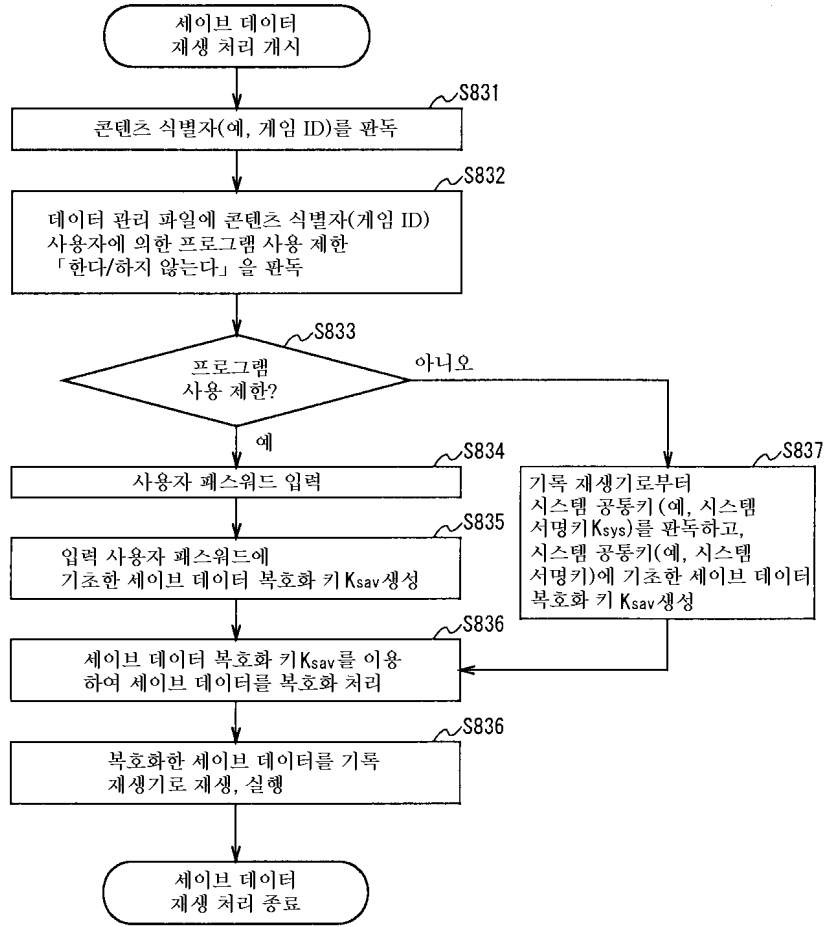 세이브 데이터
재생 처리 개시
S831
콘텐츠 식별자(예, 게임 ID)를 판독
S832
데이터 관리 파일에 콘텐츠 식별자(게임 ID)
사용자에 의한 프로그램 사용 제한
「한다/하지 않는다」을 판독
S833
프로그램
사용 제한?
아니오
예
S834
사용자 패스워드 입력
S835
입력 사용자 패스워드에
기초한 세이브 데이터 복호화 키 Ksav생성
S837
기록 재생기로부터
시스템 공통키(예, 시스템
서명키Ksys)를 판독하고,
시스템 공통키(예, 시스템
서명키)에 기초한 세이브 데이터
복호화 키 Ksav생성
S836
세이브 데이터 복호화 키Ksav를 이용
하여 세이브 데이터를 복호화 처리
S836
복호화한 세이브 데이터를 기록
재생기로 재생, 실행
세이브 데이터
재생 처리 종료